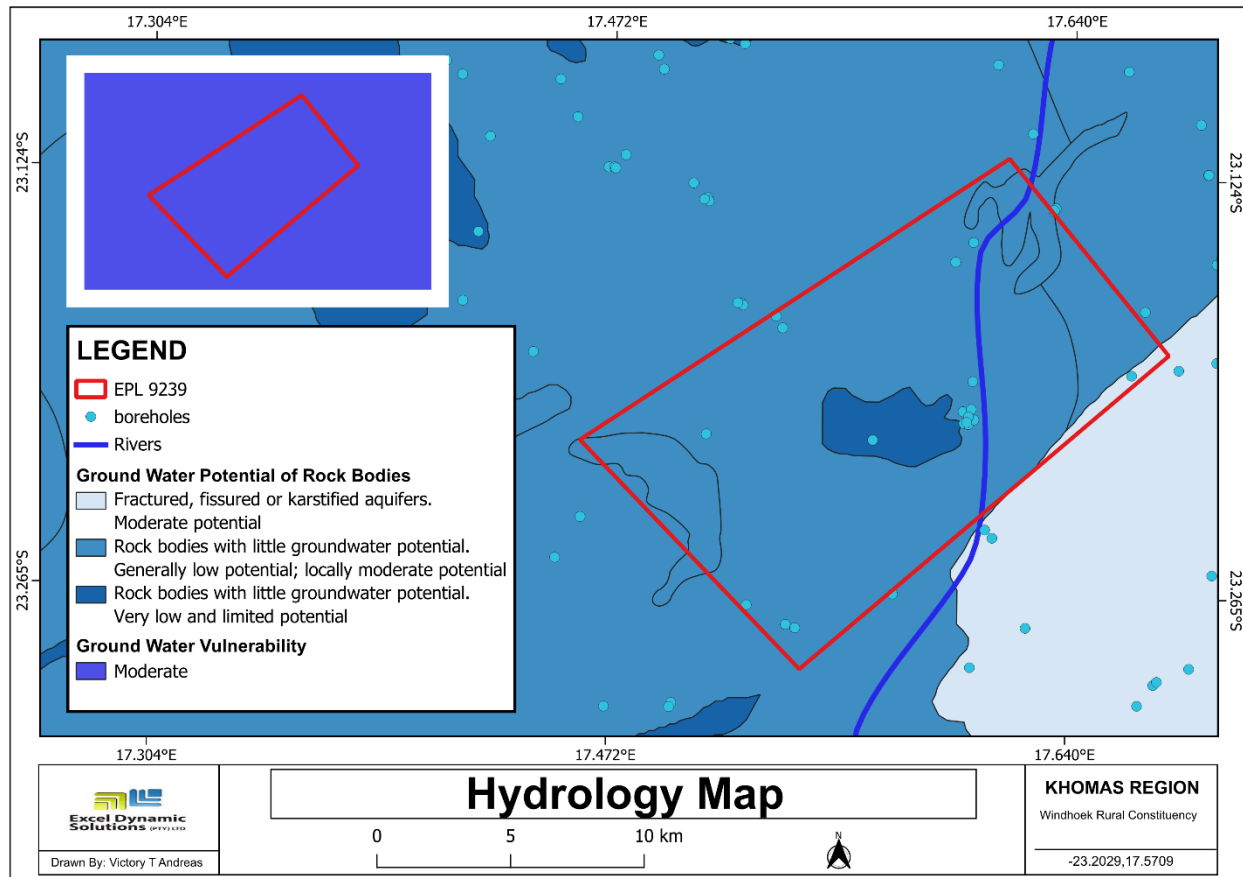 17.304°E 17.472°E 17.640°E
23.124°S 23.124°S
LEGEND
EPL 9239
boreholes
Rivers
Ground Water Potential of Rock Bodies
Fractured, fissured or karstified aquifers.
Moderate potential
Rock bodies with little groundwater potential.
Generally low potential; locally moderate potential
Rock bodies with little groundwater potential.
Very low and limited potential
Ground Water Vulnerability
Moderate
23.265°S 23.265°S
17.304°E 17.472°E 17.640°E
Excel Dynamic
Solutions (PTY) LTD
Drawn By: Victory T Andreas
Hydrology Map
0 5 10 km
N
KHOMAS REGION
Windhoek Rural Constituency
-23.2029,17.5709